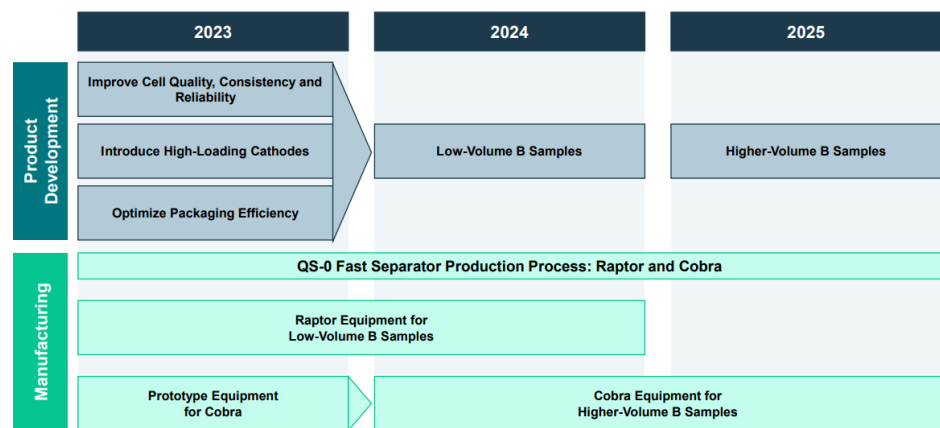 2023
2024
2025
Product
Development
Improve Cell Quality, Consistency and
Reliability
Introduce High-Loading Cathodes
Optimize Packaging Efficiency
Low-Volume B Samples
Higher-Volume B Samples
Manufacturing
QS-0 Fast Separator Production Process: Raptor and Cobra
Raptor Equipment for
Low-Volume B Samples
Prototype Equipment
for Cobra
Cobra Equipment for
Higher-Volume B Samples